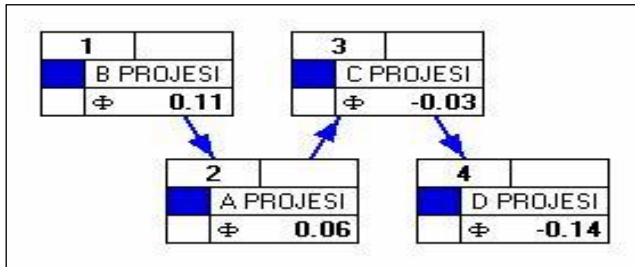 1
B PROJESI
Φ 0.11
2
A PROJESI
Φ 0.06
3
C PROJESI
Φ -0.03
4
D PROJESI
Φ -0.14